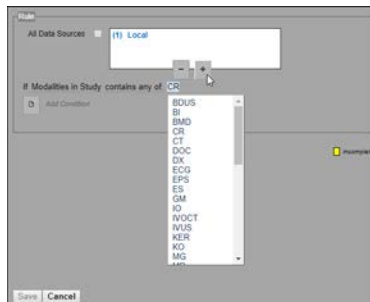 Rule
All Data Sources
(1) Local
− +
If Modalities in Study contains any of: CR
Add Condition
BDUS
BI
BMD
CR
CT
DOC
DX
ECG
EPS
ES
GM
IO
IVOCT
IVUS
KER
KO
MG
Save Cancel